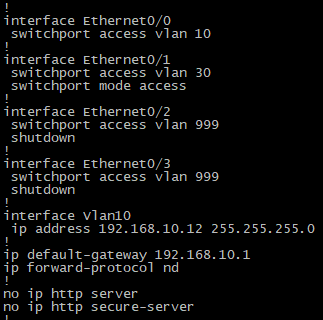 !
interface Ethernet0/0
 switchport access vlan 10
!
interface Ethernet0/1
 switchport access vlan 30
 switchport mode access
!
interface Ethernet0/2
 switchport access vlan 999
 shutdown
!
interface Ethernet0/3
 switchport access vlan 999
 shutdown
!
interface Vlan10
 ip address 192.168.10.12 255.255.255.0
!
ip default-gateway 192.168.10.1
ip forward-protocol nd
!
no ip http server
no ip http secure-server
!